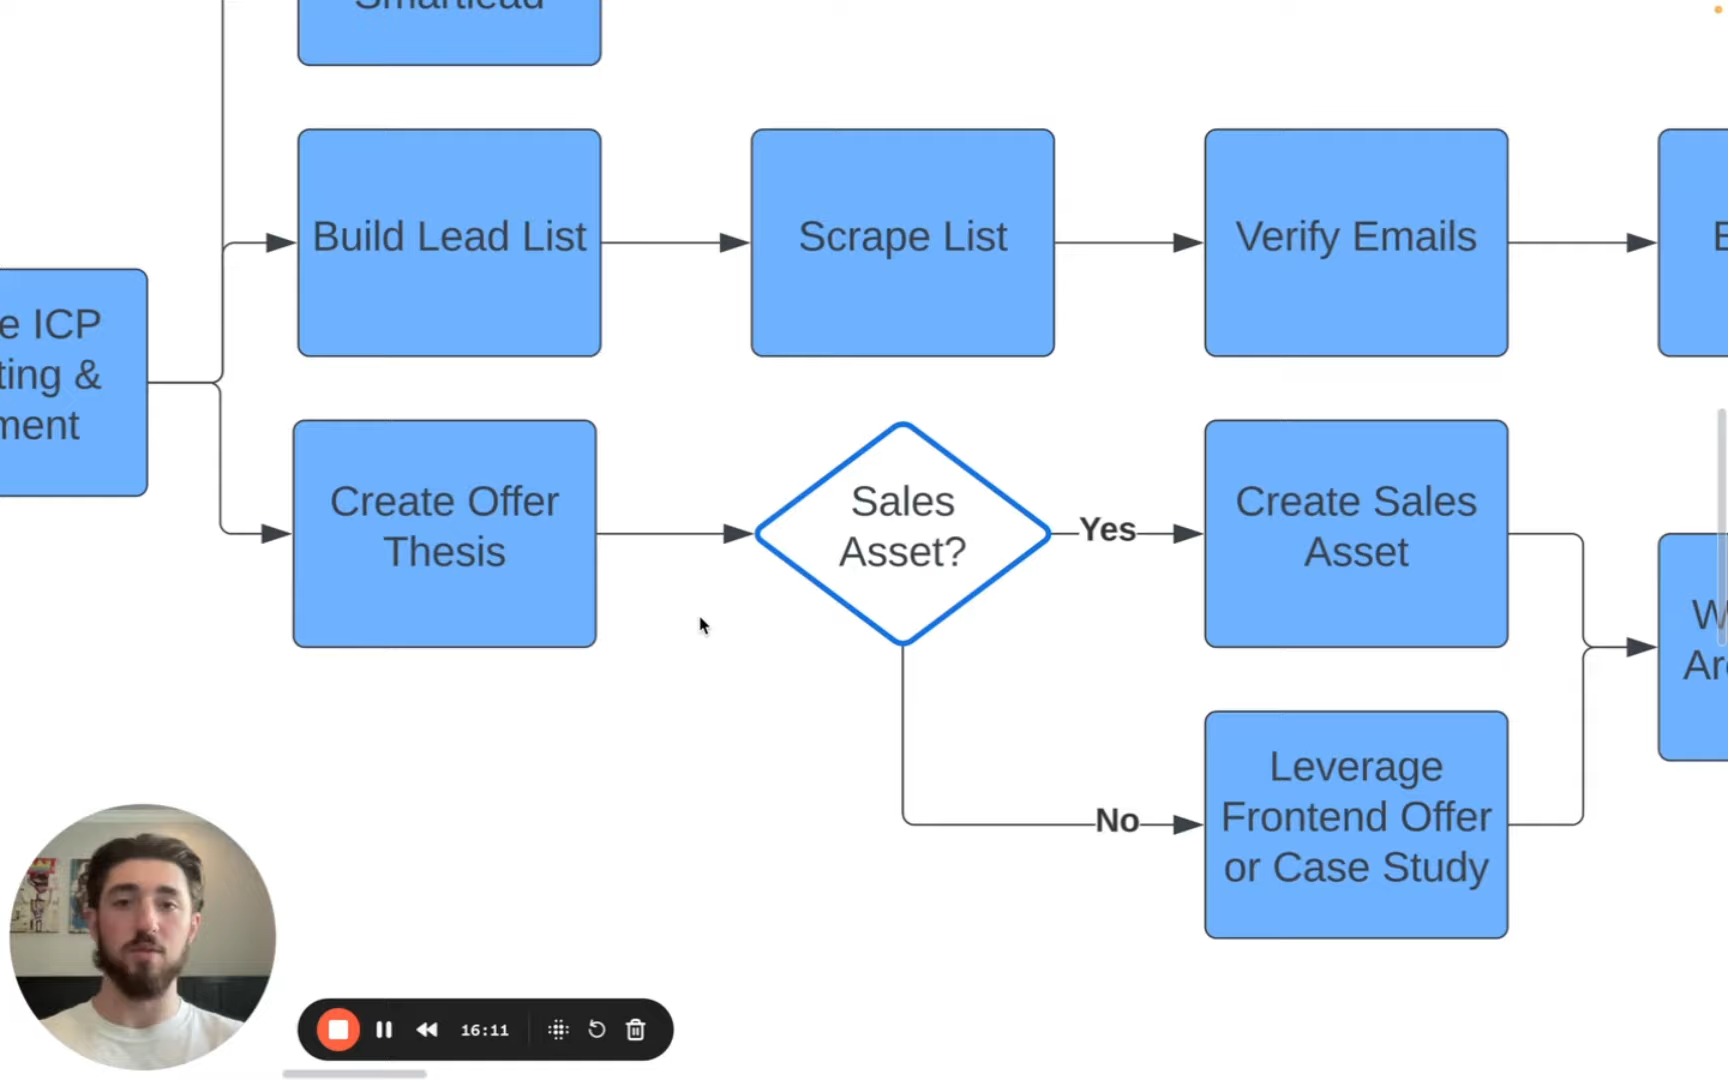 Smartlead
Build Lead List
Scrape List
Verify Emails
e ICP
ting &
ment
Create Offer
Thesis
Sales
Asset?
Yes
Create Sales
Asset
No
Leverage
Frontend Offer
or Case Study
16:11